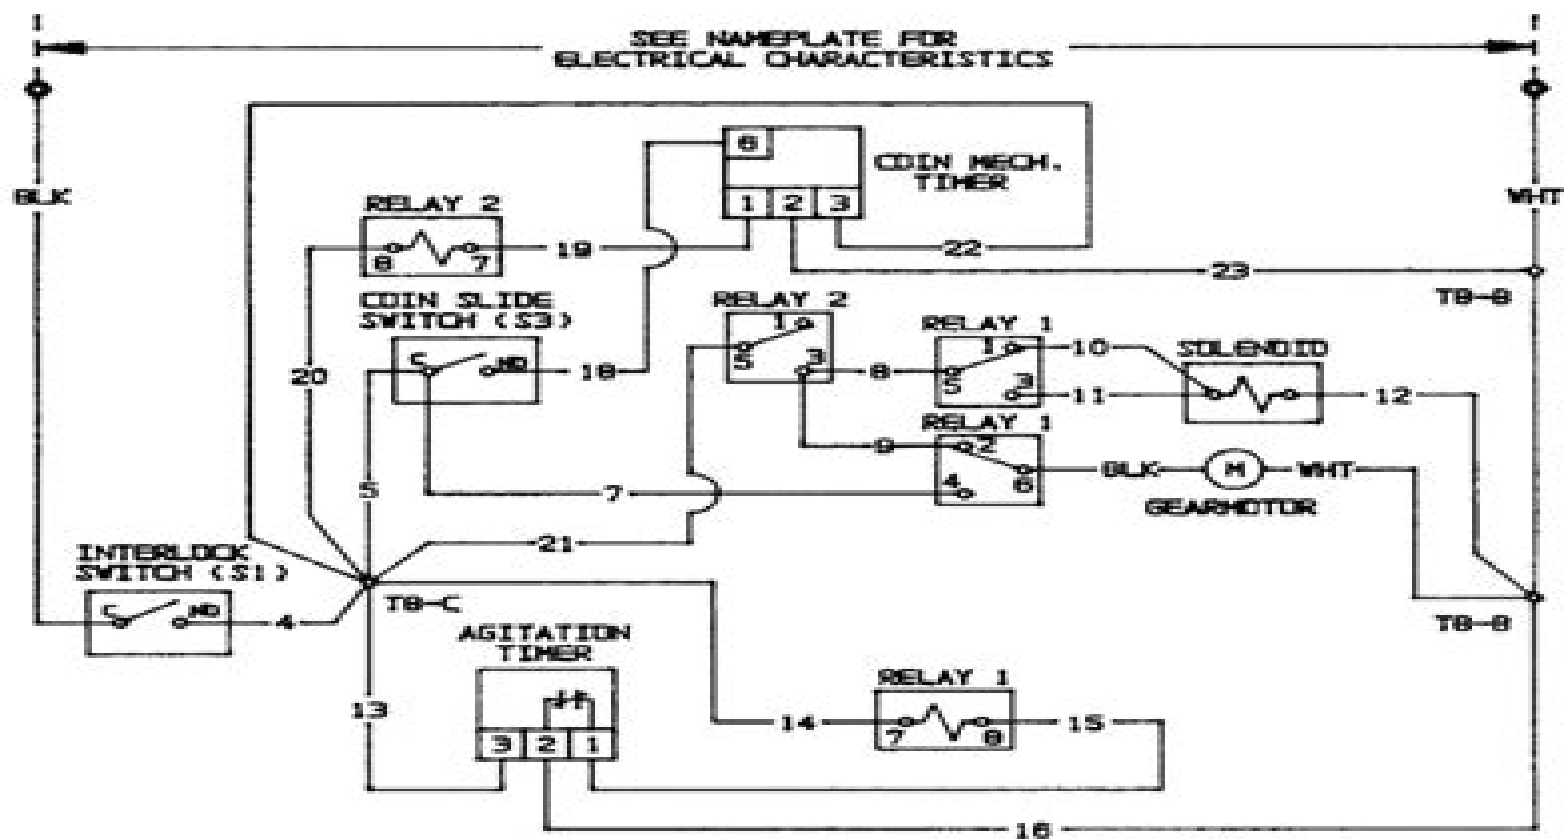 SEE NAMEPLATE FOR
ELECTRICAL CHARACTERISTICS
BLK
WHT
6
COIN MECH.
TIMER
1 2 3
RELAY 2
8 7
19
22
23
TB-B
COIN SLIDE
SWITCH (S3)
C NO
18
20
RELAY 2
1
5
3
8
RELAY 1
1
5
3
10
11
SOLENOID
12
RELAY 1
2
4
6
9
BLK
M
WHT
GEARMOTOR
5
7
21
INTERLOCK
SWITCH (S1)
C NO
4
TB-C
TB-B
AGITATION
TIMER
3 2 1
13
14
RELAY 1
7 8
15
16